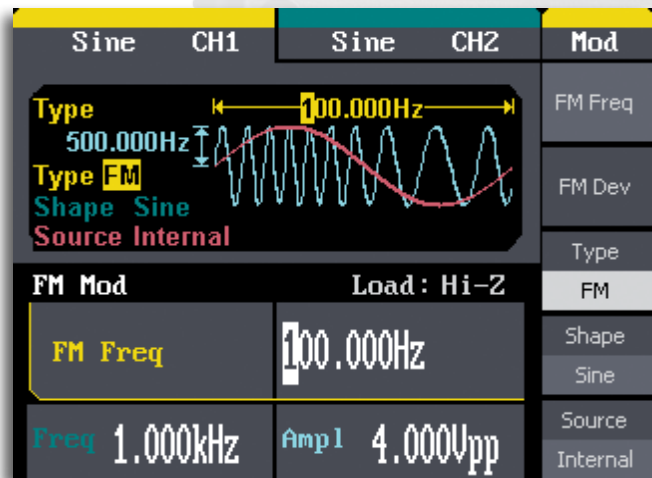 Sine CH1 Sine CH2 Mod
Type 100.000Hz
500.000Hz
Type FM
Shape Sine
Source Internal
FM Mod Load: Hi-Z
FM Freq 100.000Hz
Freq 1.000kHz Ampl 4.000Vpp
FM Freq
FM Dev
Type
FM
Shape
Sine
Source
Internal